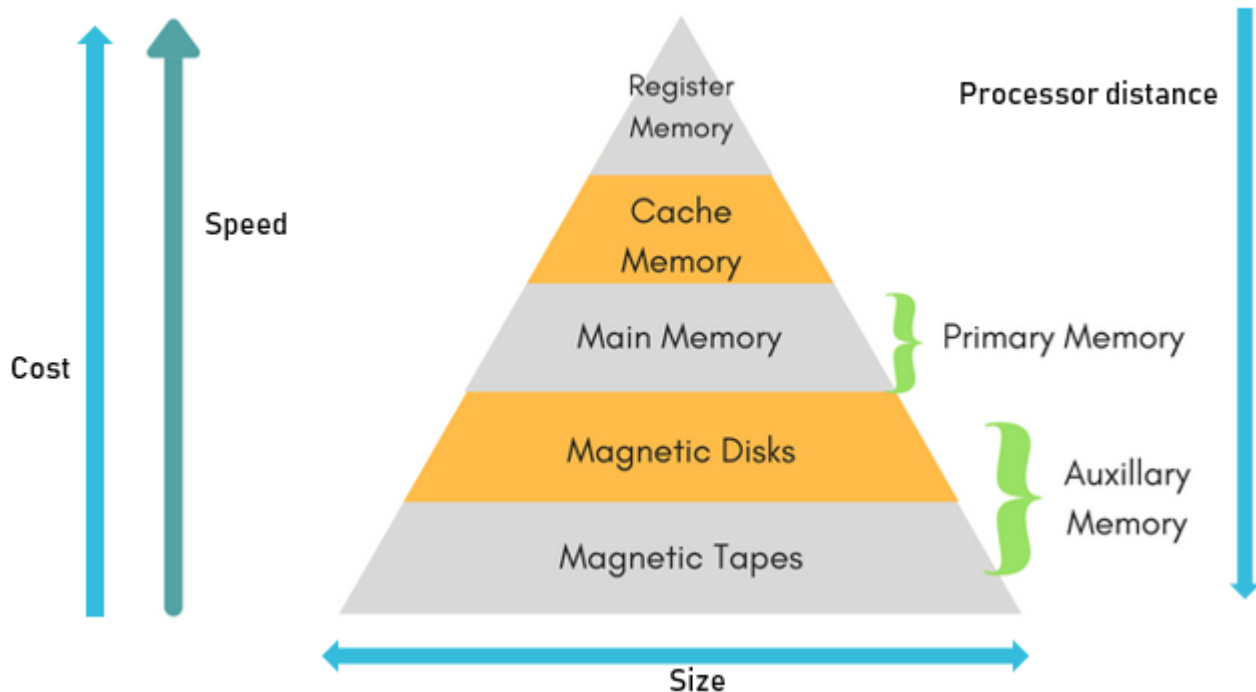 Register
Memory
Processor distance
Cache
Memory
Speed
Main Memory
Primary Memory
Cost
Magnetic Disks
Auxillary
Memory
Magnetic Tapes
Size